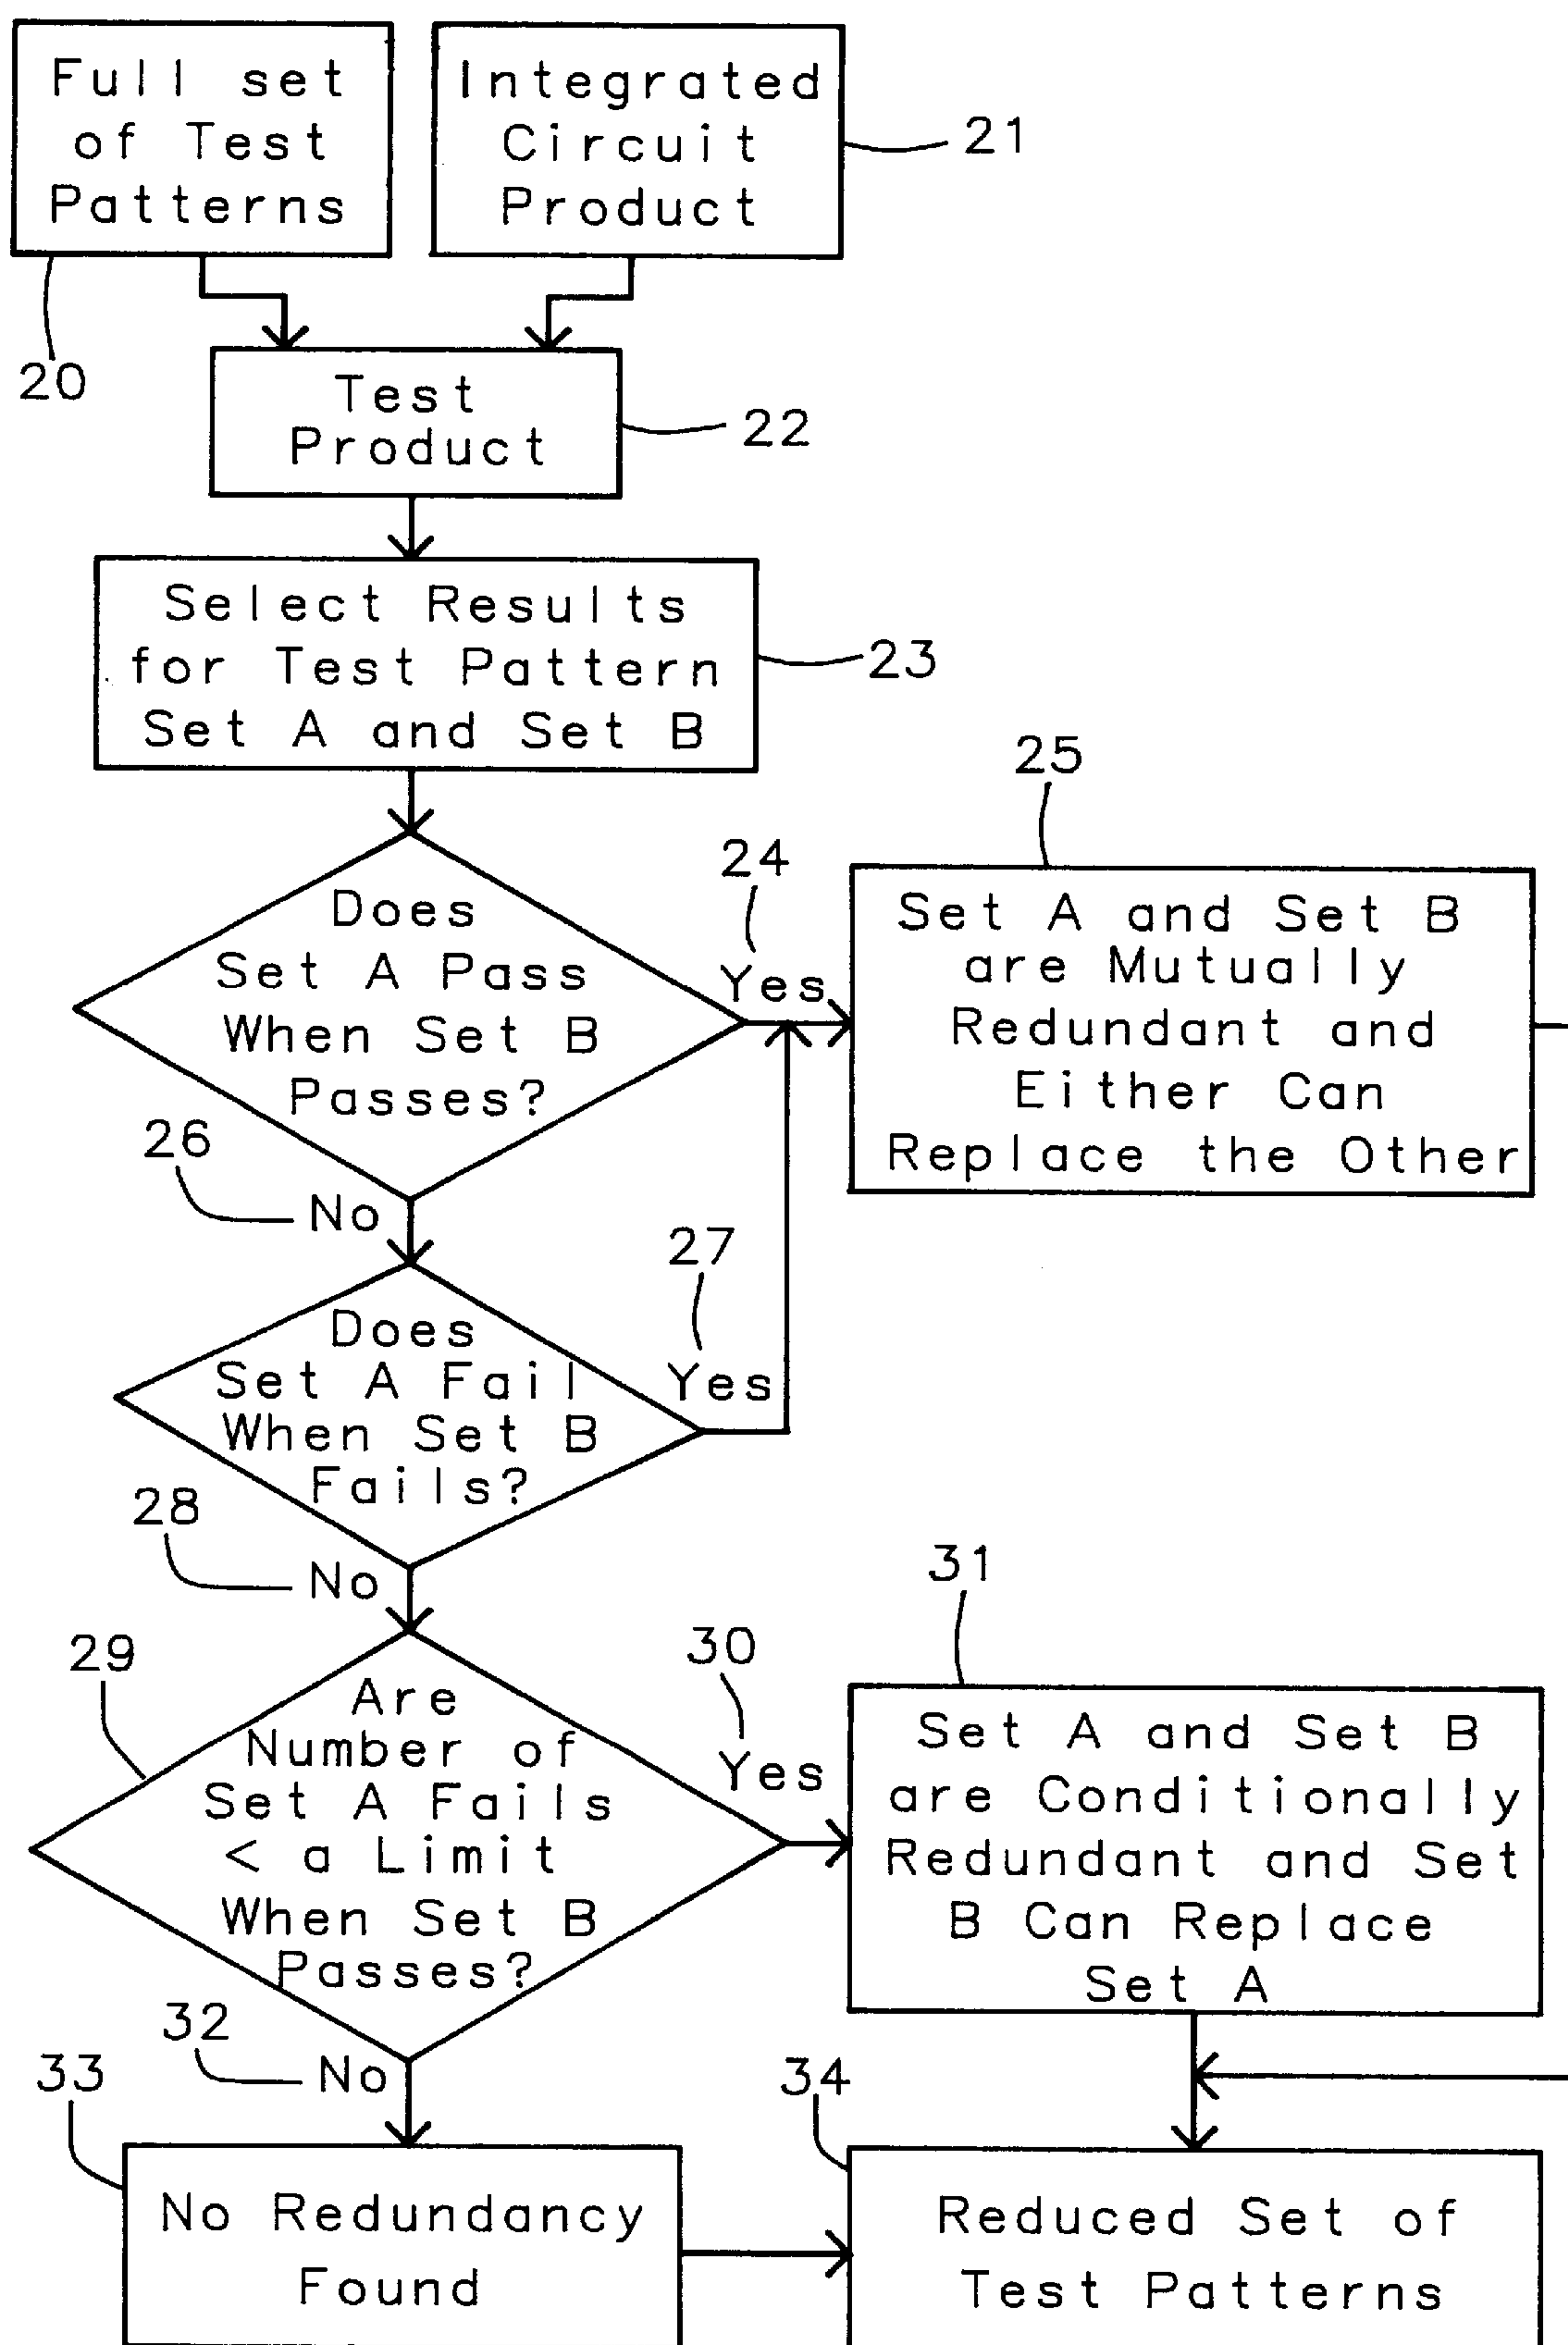 Full set
of Test
Patterns
Integrated
Circuit
Product
21
20
Test
Product
22
Select Results
for Test Pattern
Set A and Set B
23
Does
Set A Pass
When Set B
Passes?
24
Yes
25
Set A and Set B
are Mutually
Redundant and
Either Can
Replace the Other
26
No
Does
Set A Fail
When Set B
Fails?
27
Yes
28
No
29
Are
Number of
Set A Fails
< a Limit
When Set B
Passes?
30
Yes
31
Set A and Set B
are Conditionally
Redundant and Set
B Can Replace
Set A
32
No
33
No Redundancy
Found
34
Reduced Set of
Test Patterns